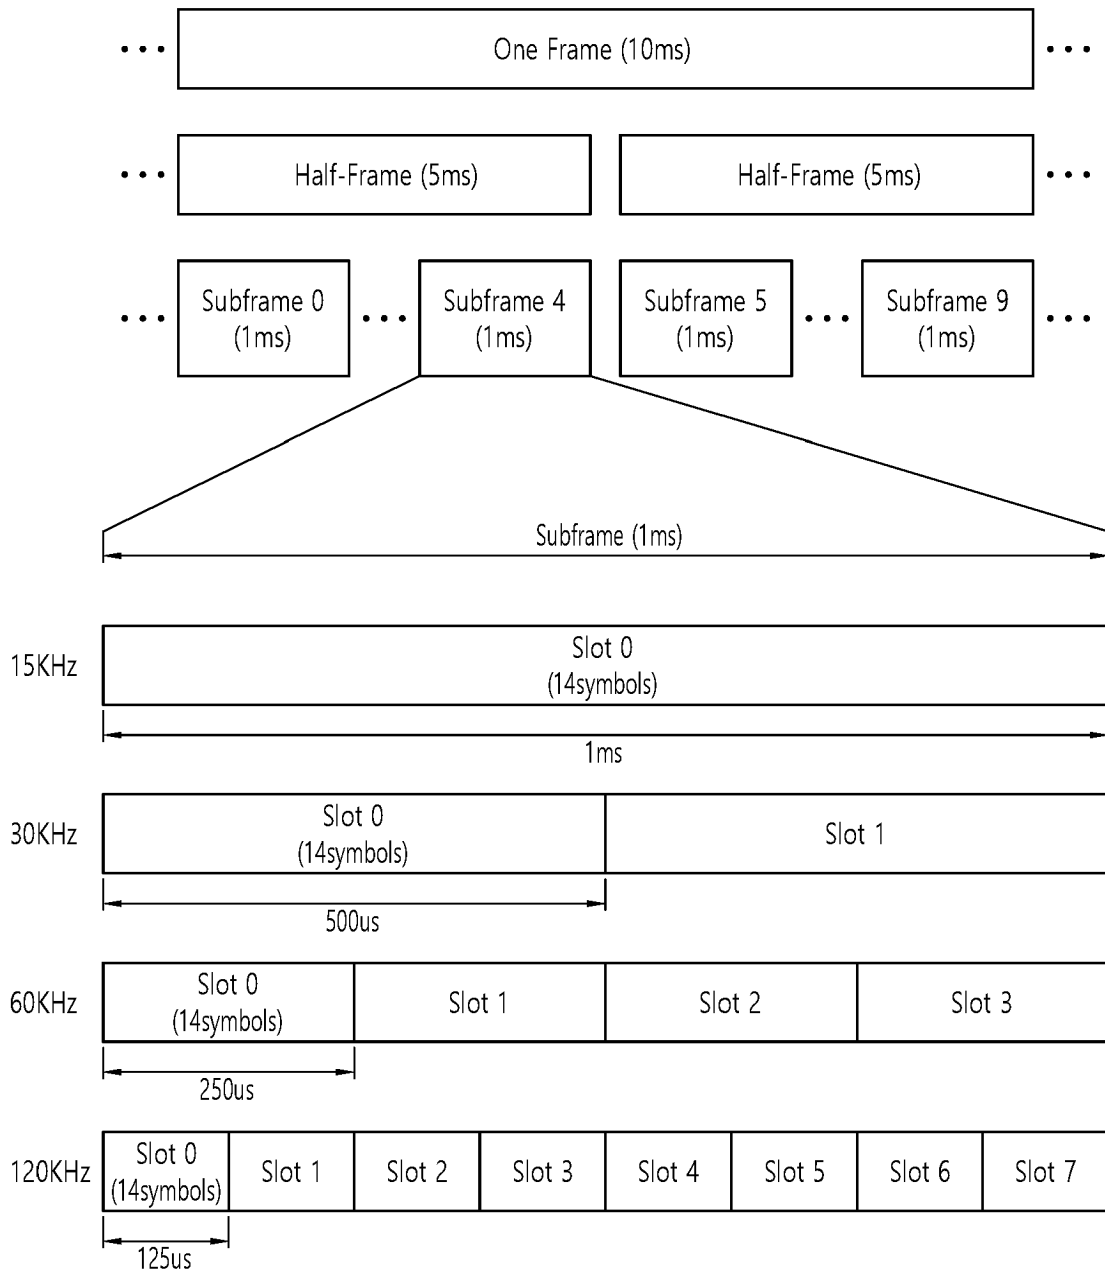 One Frame (10ms)
Half-Frame (5ms)
Half-Frame (5ms)
Subframe 0
(1ms)
Subframe 4
(1ms)
Subframe 5
(1ms)
Subframe 9
(1ms)
Subframe (1ms)
15KHz
Slot 0
(14symbols)
1ms
30KHz
Slot 0
(14symbols)
Slot 1
500us
60KHz
Slot 0
(14symbols)
Slot 1
Slot 2
Slot 3
250us
120KHz
Slot 0
(14symbols)
Slot 1
Slot 2
Slot 3
Slot 4
Slot 5
Slot 6
Slot 7
125us